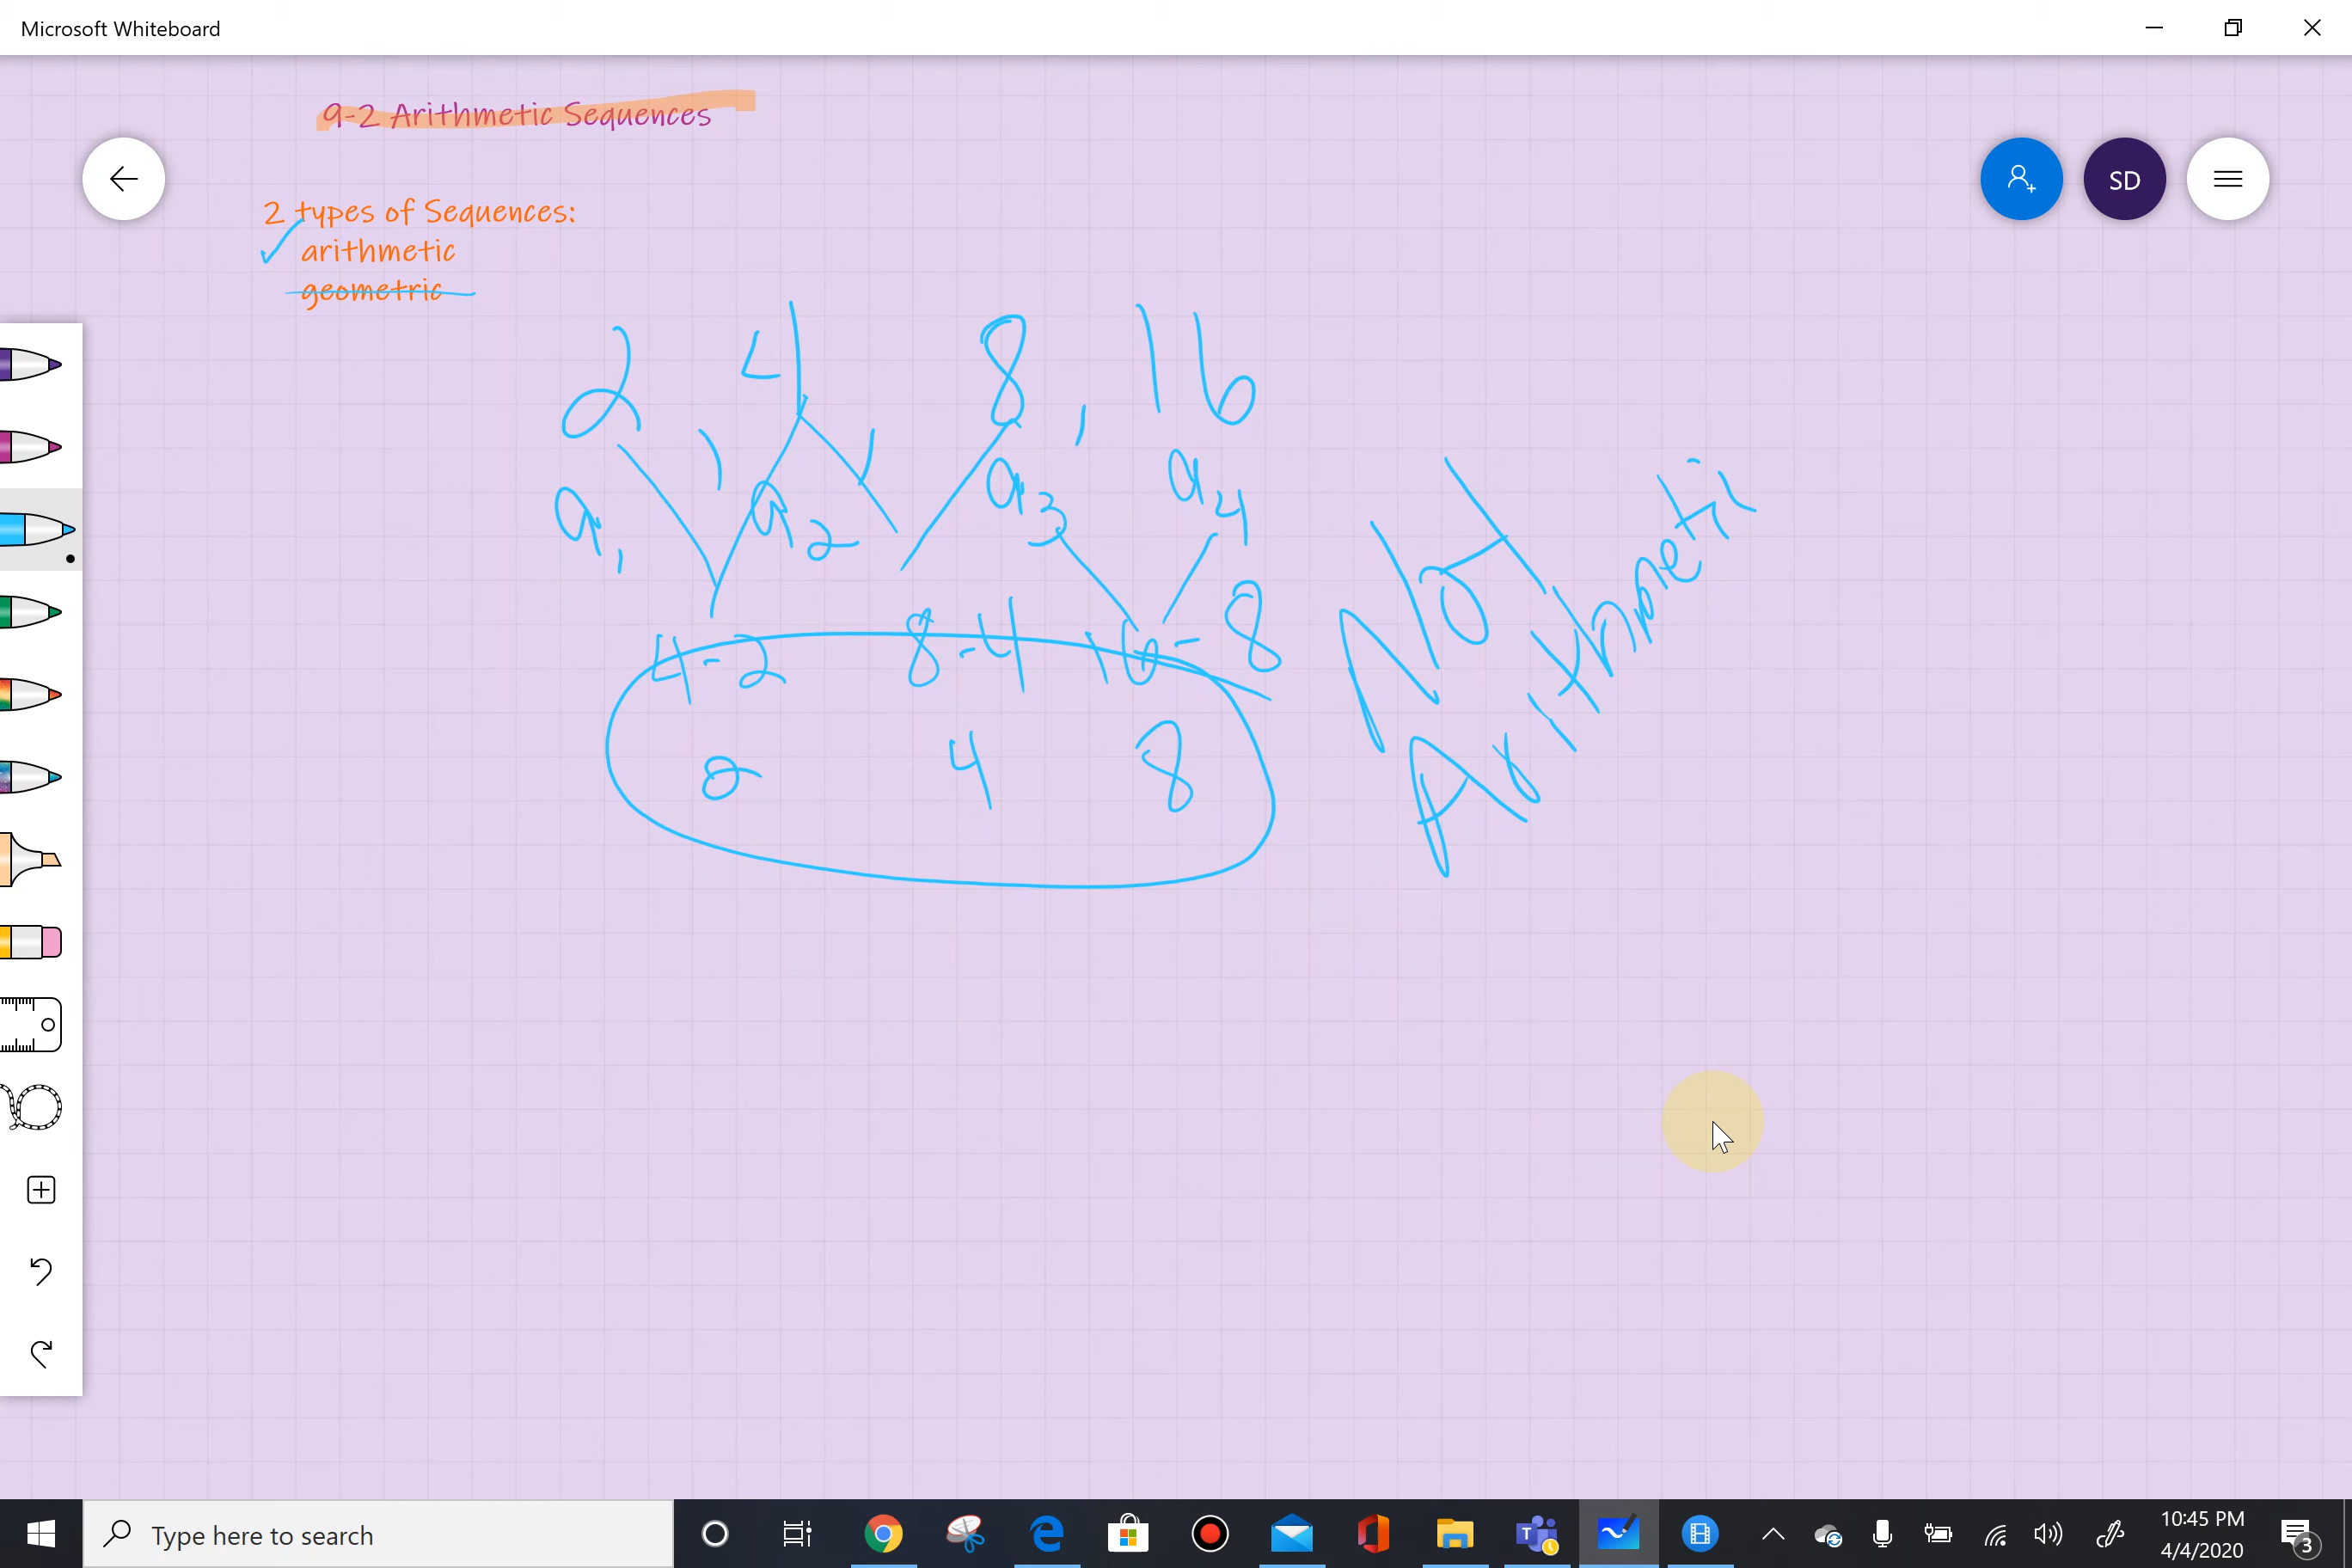 Microsoft Whiteboard
9-2 Arithmetic Sequences
SD
2 types of Sequences:
arithmetic
geometric
2, 4, 8, 16
a1 a2 a3 a4
4-2 8-4 16-8
2 4 8
Not
Arithmetic
Type here to search
10:45 PM
4/4/2020
3